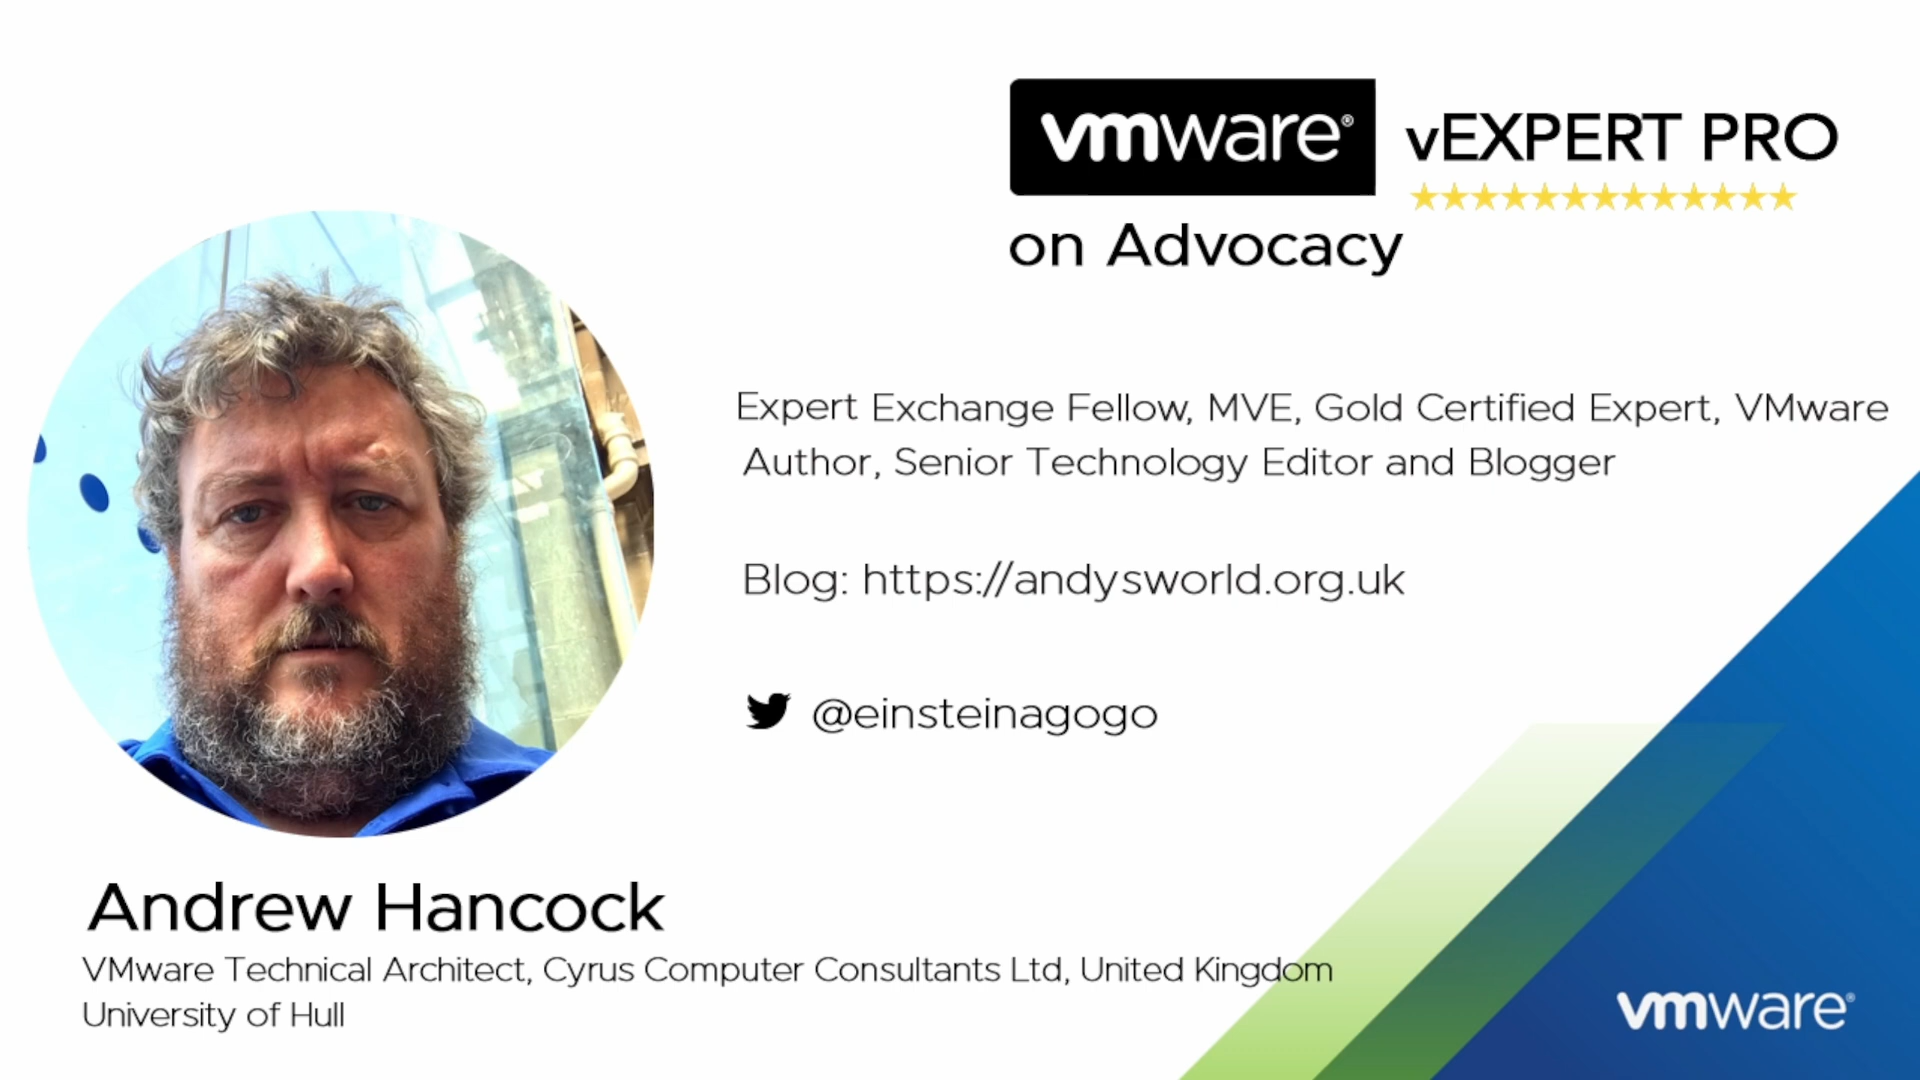 vmware® vEXPERT PRO
on Advocacy
Expert Exchange Fellow, MVE, Gold Certified Expert, VMware
Author, Senior Technology Editor and Blogger
Blog: https://andysworld.org.uk
@einsteinagogo
Andrew Hancock
VMware Technical Architect, Cyrus Computer Consultants Ltd, United Kingdom
University of Hull
vmware®